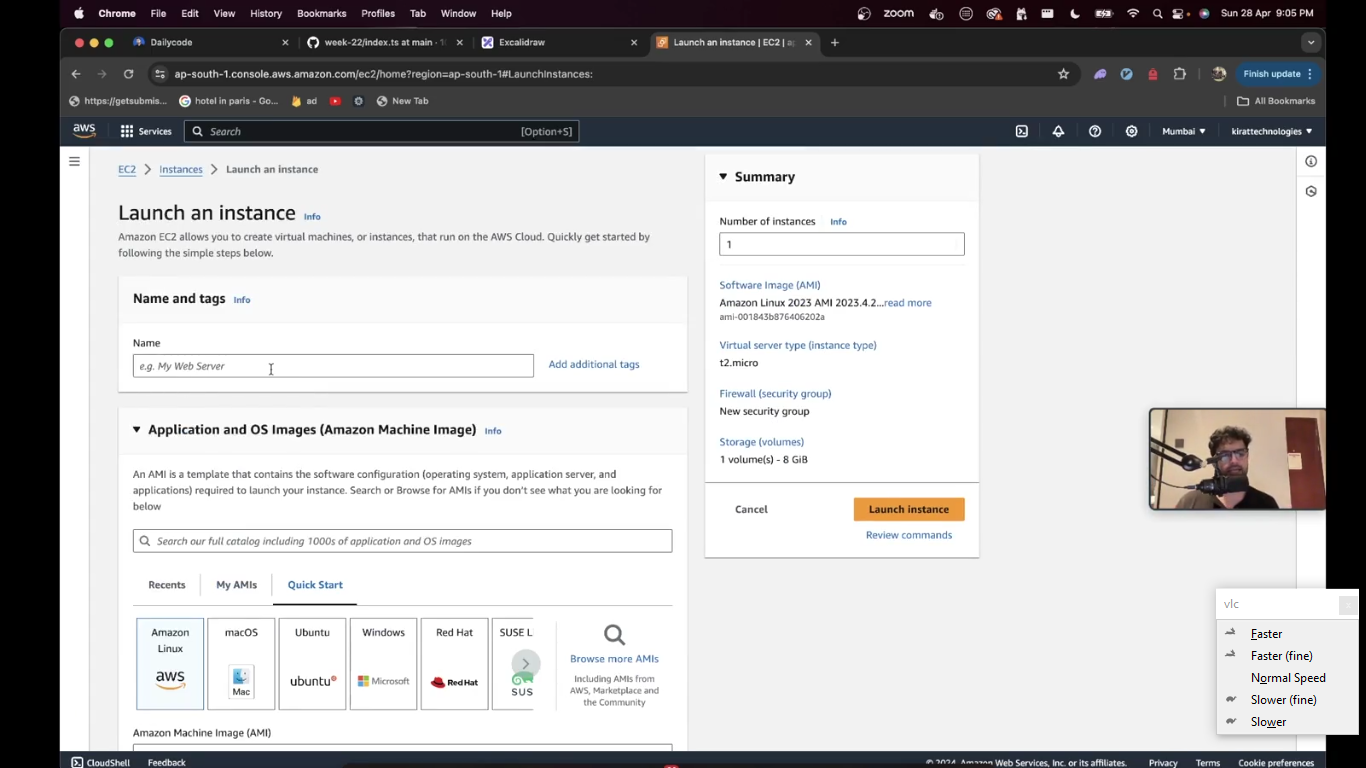 Chrome File Edit View History Bookmarks Profiles Tab Window Help zoom Sun 28 Apr 9:05 PM
Dailycode week-22/index.ts at main · 1 Excalidraw Launch an instance | EC2 | ap
ap-south-1.console.aws.amazon.com/ec2/home?region=ap-south-1#LaunchInstances: Finish update
https://getsubmis... hotel in paris - Go... ad New Tab All Bookmarks
aws Services Search [Option+S] Mumbai kirattechnologies
EC2 Instances Launch an instance
Launch an instance Info
Amazon EC2 allows you to create virtual machines, or instances, that run on the AWS Cloud. Quickly get started by
following the simple steps below.
Name and tags Info
Name
e.g. My Web Server Add additional tags
Application and OS Images (Amazon Machine Image) Info
An AMI is a template that contains the software configuration (operating system, application server, and
applications) required to launch your instance. Search or Browse for AMIs if you don't see what you are looking for
below
Search our full catalog including 1000s of application and OS images
Recents My AMIs Quick Start
Amazon Linux aws
macOS Mac
Ubuntu ubuntu
Windows Microsoft
Red Hat RedHat
SUSE L SUS
Browse more AMIs
Including AMIs from
AWS, Marketplace and
the Community
Amazon Machine Image (AMI)
Summary
Number of instances Info
1
Software Image (AMI)
Amazon Linux 2023 AMI 2023.4.2...read more
ami-001843b876406202a
Virtual server type (instance type)
t2.micro
Firewall (security group)
New security group
Storage (volumes)
1 volume(s) - 8 GiB
Cancel Launch instance
Review commands
vlc
Faster
Faster (fine)
Normal Speed
Slower (fine)
Slower
CloudShell Feedback © 2024, Amazon Web Services, Inc. or its affiliates. Privacy Terms Cookie preferences